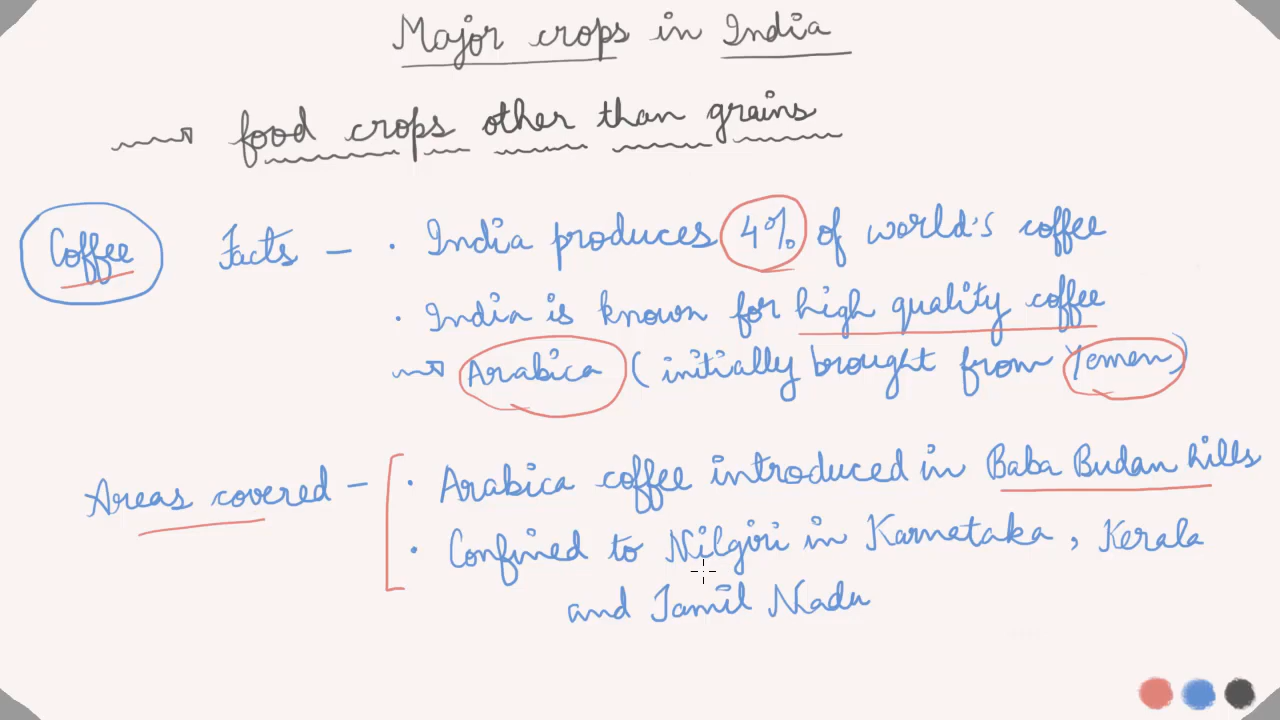 Major crops in India
food crops other than grains
Coffee Facts - • India produces 4% of world's coffee
• India is known for high quality coffee
Arabica (initially brought from Yemen)
Areas covered - • Arabica coffee introduced in Baba Budan hills
• Confined to Nilgiri in Karnataka, Kerala
and Tamil Nadu